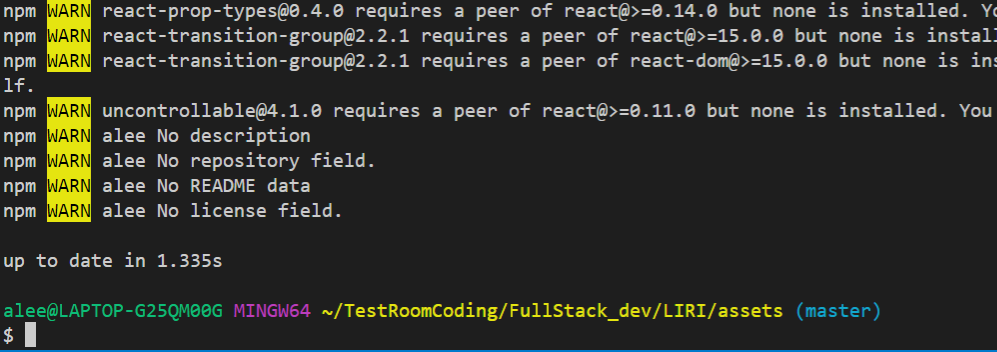 npm WARN react-prop-types@0.4.0 requires a peer of react@>=0.14.0 but none is installed.
npm WARN react-transition-group@2.2.1 requires a peer of react@>=15.0.0 but none is
npm WARN react-transition-group@2.2.1 requires a peer of react-dom@>=15.0.0 but none is
lf.
npm WARN uncontrollable@4.1.0 requires a peer of react@>=0.11.0 but none is installed. You
npm WARN alee No description
npm WARN alee No repository field.
npm WARN alee No README data
npm WARN alee No license field.
up to date in 1.335s
alee@LAPTOP-G25QM00G MINGW64 ~/TestRoomCoding/FullStack_dev/LIRI/assets (master)
$